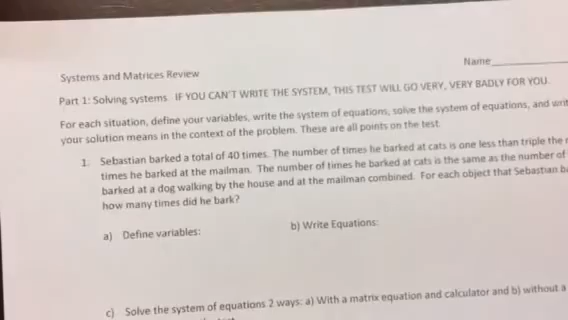 Name
Systems and Matrices Review
Part 1: Solving systems. IF YOU CAN'T WRITE THE SYSTEM, THIS TEST WILL GO VERY, VERY BADLY FOR YOU.
For each situation, define your variables, write the system of equations, solve the system of equations, and
your solution means in the context of the problem. These are all points on the test.
1. Sebastian barked a total of 40 times. The number of times he barked at cats is one less than triple the
times he barked at the mailman. The number of times he barked at cats is the same as the number of
barked at a dog walking by the house and at the mailman combined. For each object that Sebastian
how many times did he bark?
a) Define variables:
b) Write Equations:
c) Solve the system of equations 2 ways: a) With a matrix equation and calculator and b) without a